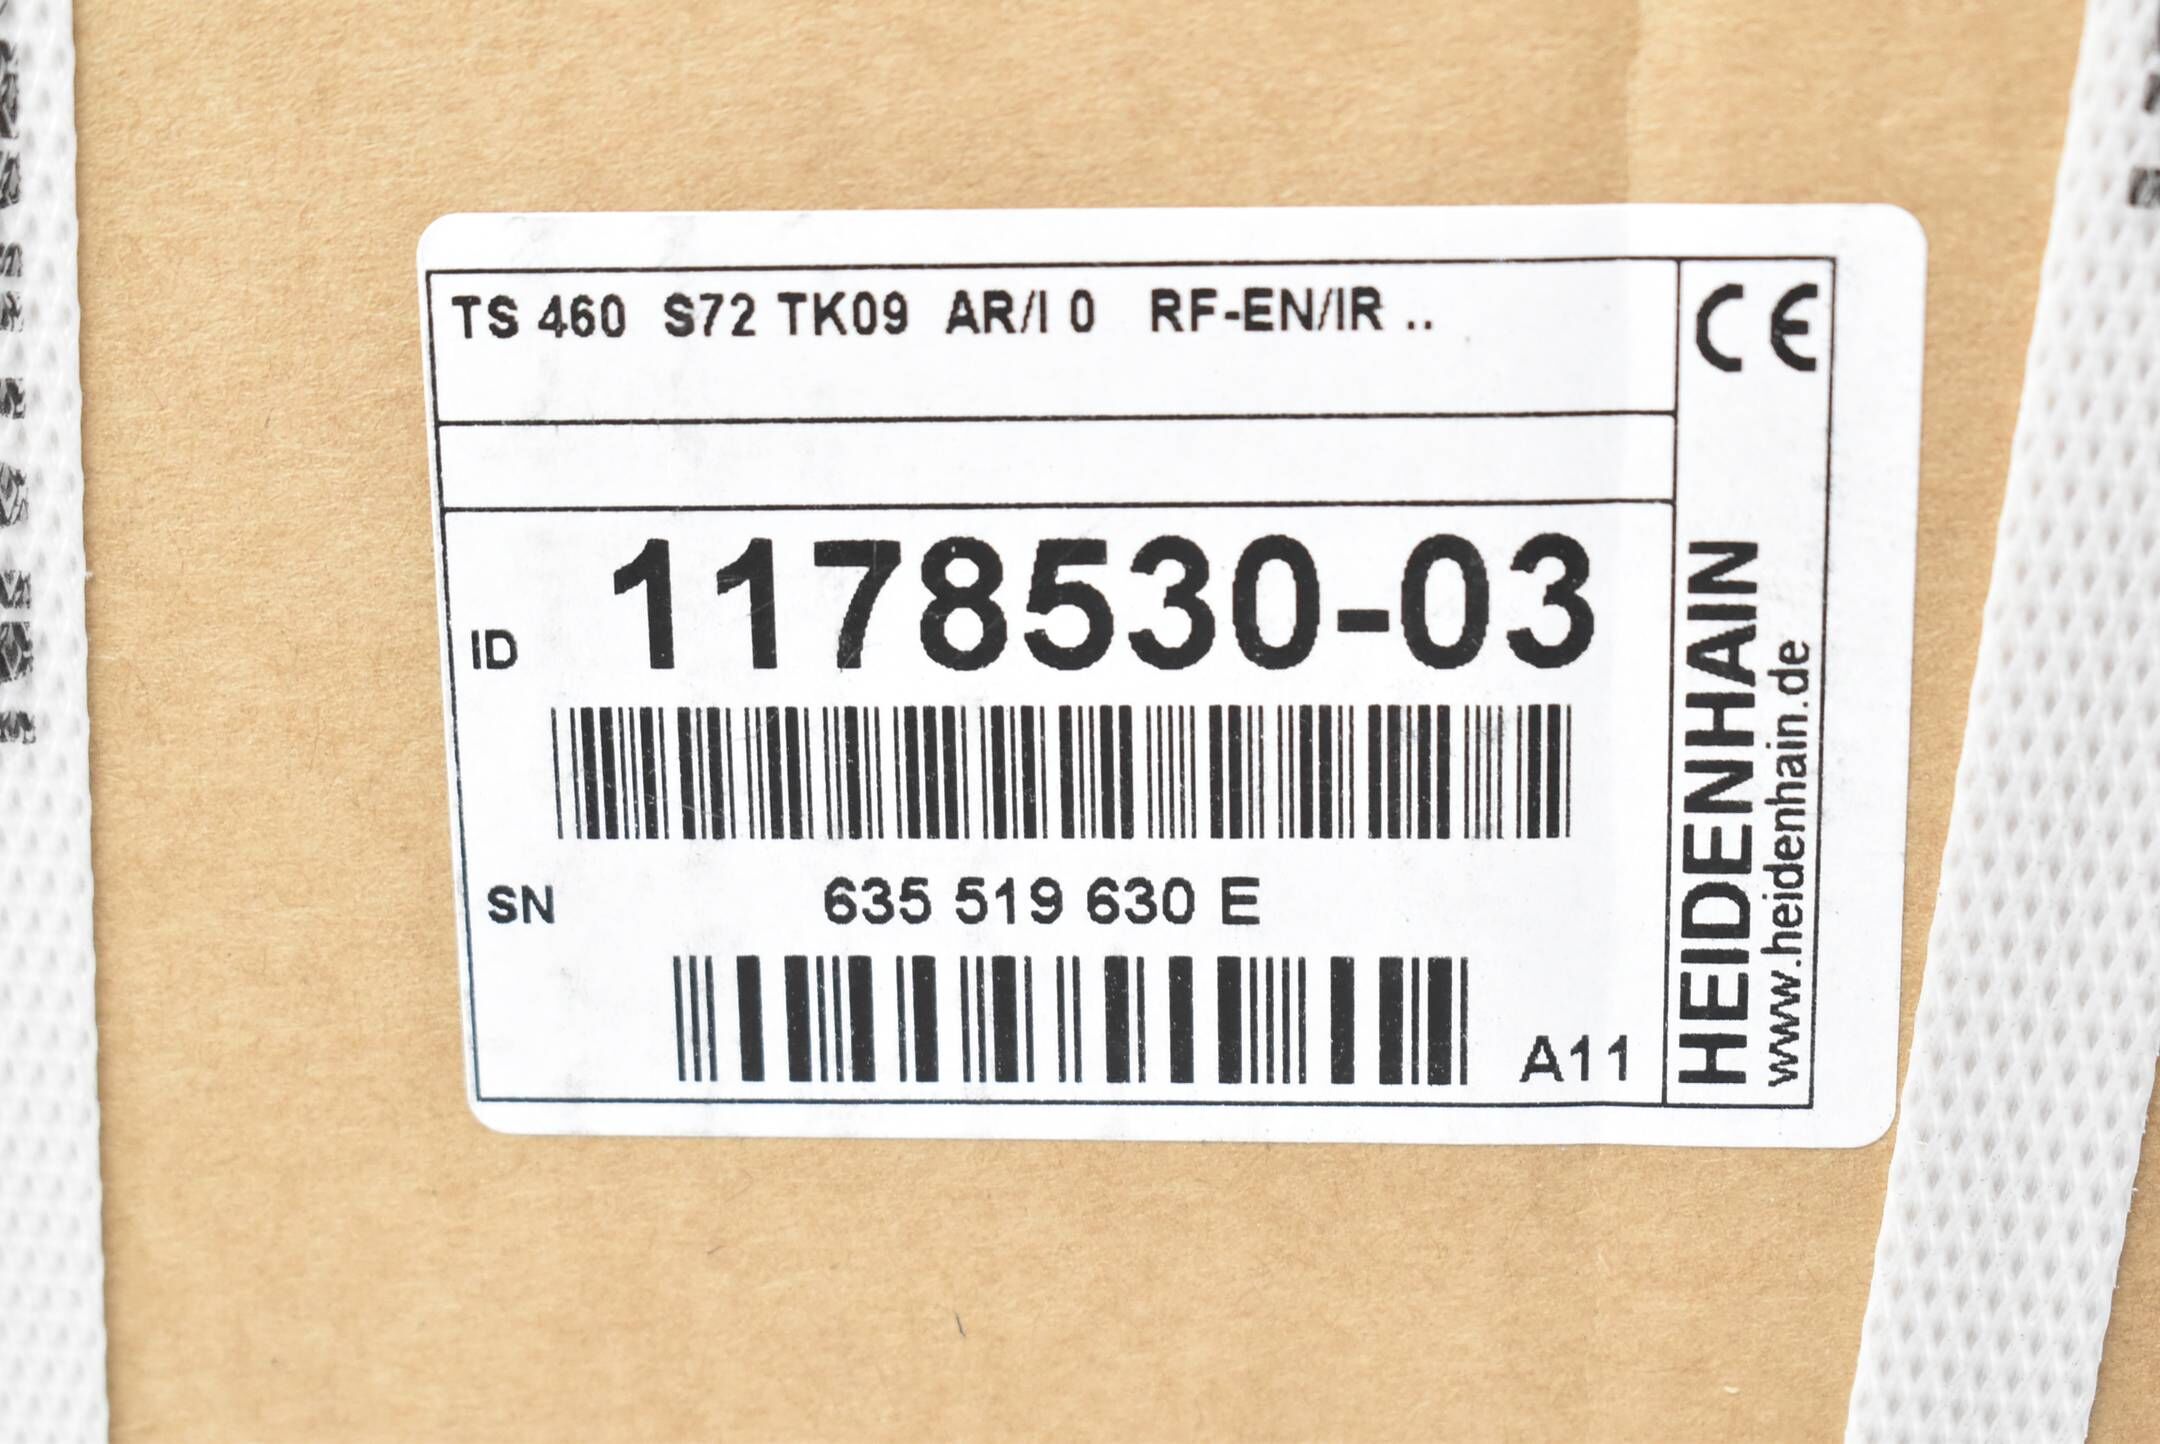 TS 460 S72 TK09 AR/I 0 RF-EN/IR ..
CE
ID 1178530-03
SN 635 519 630 E
A11
HEIDENHAIN
www.heidenhain.de